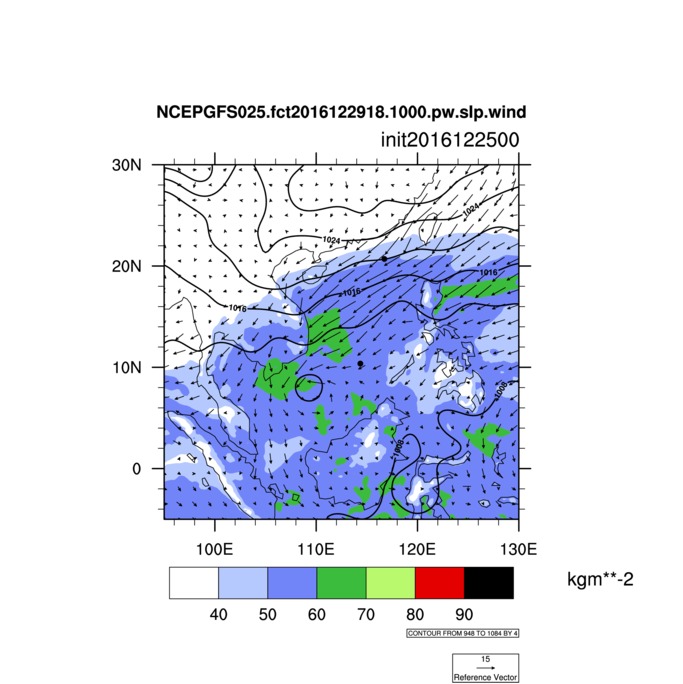 NCEPGFS025.fct2016122918.1000.pw.slp.wind
init2016122500
30N
1024
1024
20N
1016
1016
1016
10N
1008
1008
0
100E 110E 120E 130E
kgm**-2
40 50 60 70 80 90
CONTOUR FROM 948 TO 1084 BY 4
15
Reference Vector